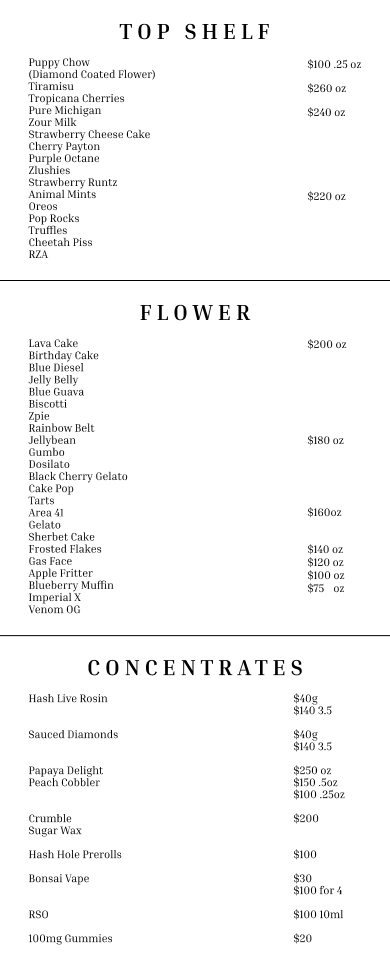 TOP SHELF
Puppy Chow $100 .25 oz
(Diamond Coated Flower)
Tiramisu $260 oz
Tropicana Cherries
Pure Michigan $240 oz
Zour Milk
Strawberry Cheese Cake
Cherry Payton
Purple Octane
Zlushies
Strawberry Runtz
Animal Mints $220 oz
Oreos
Pop Rocks
Truffles
Cheetah Piss
RZA
FLOWER
Lava Cake $200 oz
Birthday Cake
Blue Diesel
Jelly Belly
Blue Guava
Biscotti
Zpie
Rainbow Belt
Jellybean $180 oz
Gumbo
Dosilato
Black Cherry Gelato
Cake Pop
Tarts
Area 41 $160oz
Gelato
Sherbet Cake
Frosted Flakes $140 oz
Gas Face $120 oz
Apple Fritter $100 oz
Blueberry Muffin $75 oz
Imperial X
Venom OG
CONCENTRATES
Hash Live Rosin $40g
$140 3.5
Sauced Diamonds $40g
$140 3.5
Papaya Delight $250 oz
Peach Cobbler $150 .5oz
$100 .25oz
Crumble $200
Sugar Wax
Hash Hole Prerolls $100
Bonsai Vape $30
$100 for 4
RSO $100 10ml
100mg Gummies $20